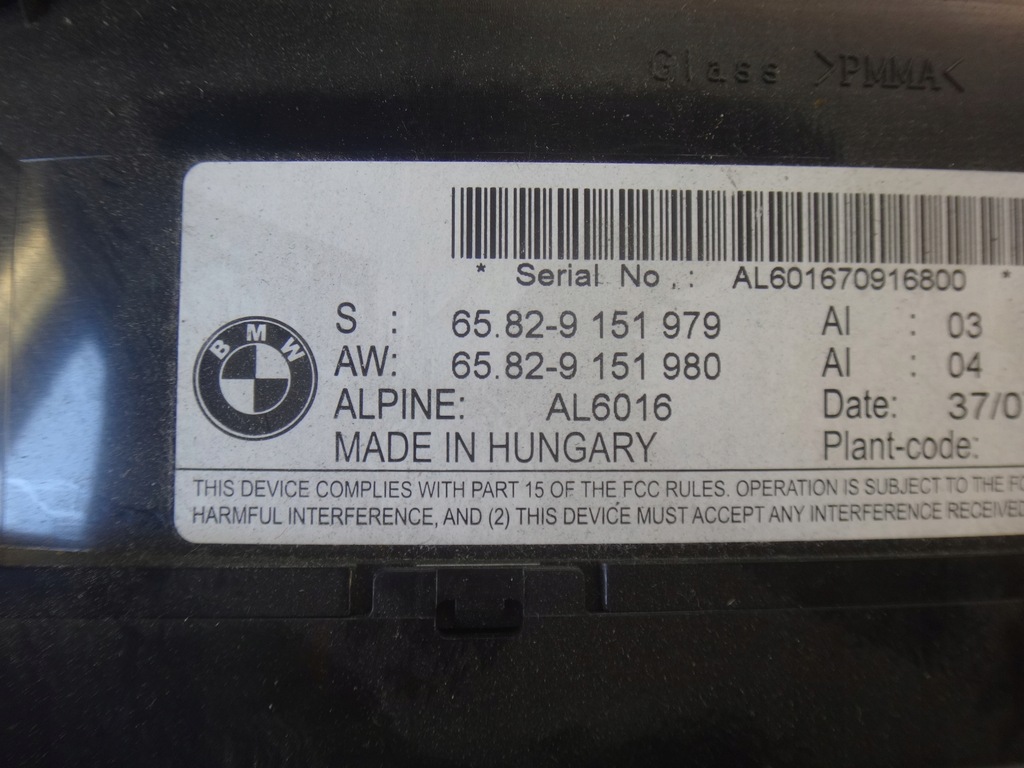 Glass >PMMA<
* Serial No.: AL601670916800 *
S : 65.82-9 151 979 AI : 03
AW: 65.82-9 151 980 AI : 04
BMW
ALPINE: AL6016 Date: 37/0
MADE IN HUNGARY Plant-code:
THIS DEVICE COMPLIES WITH PART 15 OF THE FCC RULES. OPERATION IS SUBJECT TO THE FC
HARMFUL INTERFERENCE, AND (2) THIS DEVICE MUST ACCEPT ANY INTERFERENCE RECEIVED